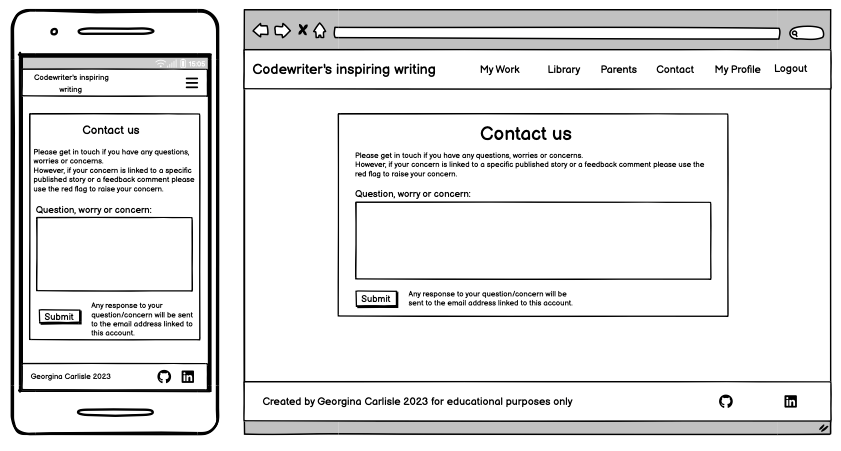 15:05
Codewriter's inspiring
writing
Contact us
Please get in touch if you have any questions,
worries or concerns.
However, if your concern is linked to a specific
published story or a feedback comment please
use the red flag to raise your concern.
Question, worry or concern:
Submit
Any response to your
question/concern will be sent
to the email address linked to
this account.
Georgina Carlisle 2023
in
Codewriter's inspiring writing My Work Library Parents Contact My Profile Logout
Contact us
Please get in touch if you have any questions, worries or concerns.
However, if your concern is linked to a specific published story or a feedback comment please use the
red flag to raise your concern.
Question, worry or concern:
Submit
Any response to your question/concern will be
sent to the email address linked to this account.
Created by Georgina Carlisle 2023 for educational purposes only
in